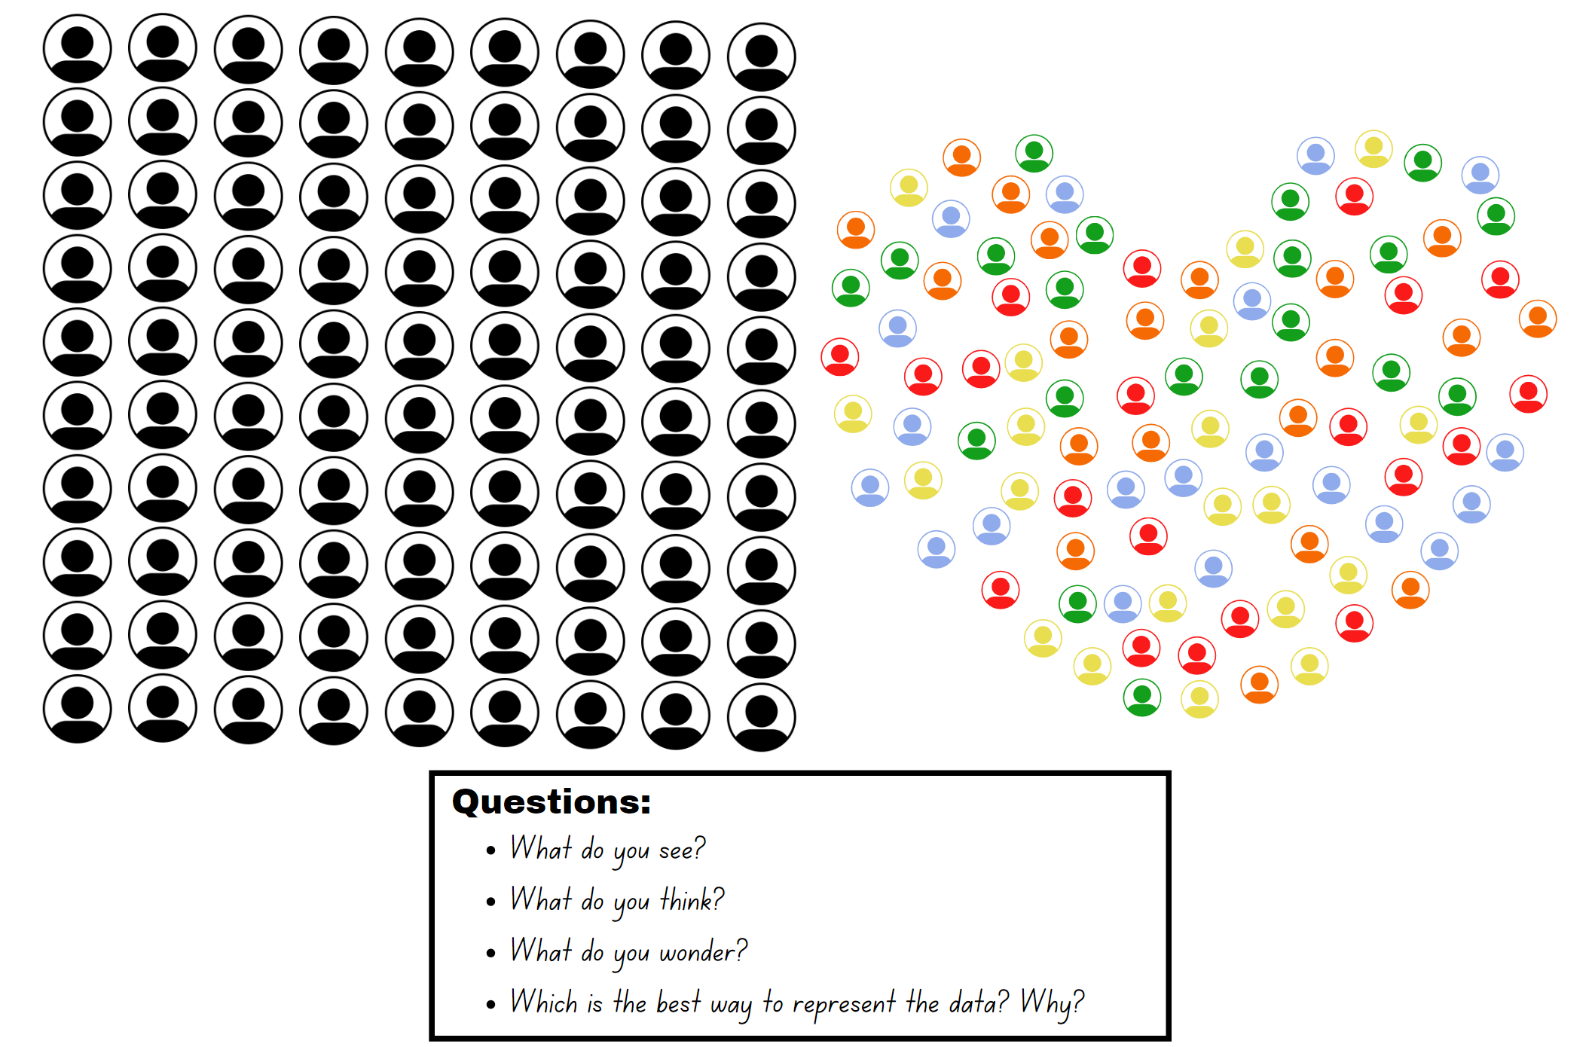 Questions:
What do you see?
What do you think?
What do you wonder?
Which is the best way to represent the data? Why?